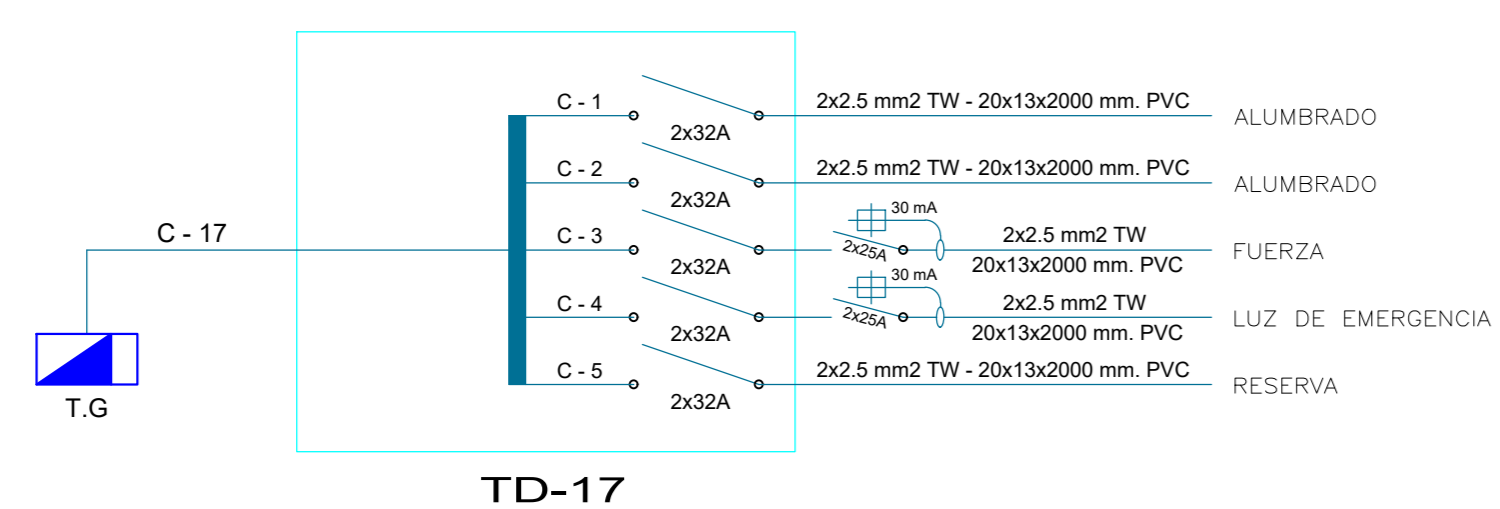 C - 1
2x32A
2x2.5 mm2 TW - 20x13x2000 mm. PVC
ALUMBRADO
C - 2
2x32A
2x2.5 mm2 TW - 20x13x2000 mm. PVC
ALUMBRADO
C - 17
C - 3
2x32A
30 mA
2x25A
2x2.5 mm2 TW
20x13x2000 mm. PVC
FUERZA
C - 4
2x32A
30 mA
2x25A
2x2.5 mm2 TW
20x13x2000 mm. PVC
LUZ DE EMERGENCIA
C - 5
2x32A
2x2.5 mm2 TW - 20x13x2000 mm. PVC
RESERVA
T.G
TD-17